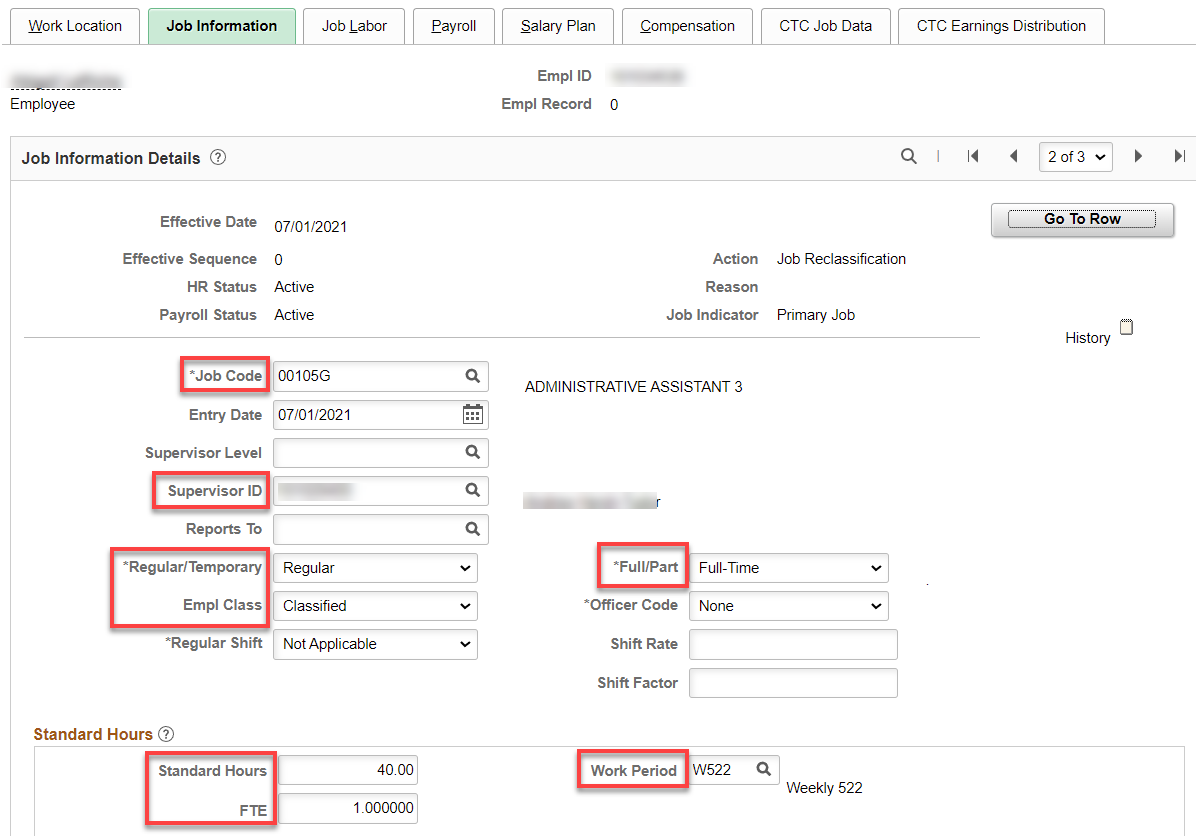 Work Location Job Information Job Labor Payroll Salary Plan Compensation CTC Job Data CTC Earnings Distribution
Empl ID
Employee Empl Record 0
Job Information Details ? 2 of 3
Effective Date 07/01/2021 Go To Row
Effective Sequence 0 Action Job Reclassification
HR Status Active Reason
Payroll Status Active Job Indicator Primary Job
History
*Job Code 00105G ADMINISTRATIVE ASSISTANT 3
Entry Date 07/01/2021
Supervisor Level
Supervisor ID
Reports To
*Regular/Temporary Regular *Full/Part Full-Time
Empl Class Classified *Officer Code None
*Regular Shift Not Applicable Shift Rate
Shift Factor
Standard Hours ?
Standard Hours 40.00 Work Period W522 Weekly 522
FTE 1.000000